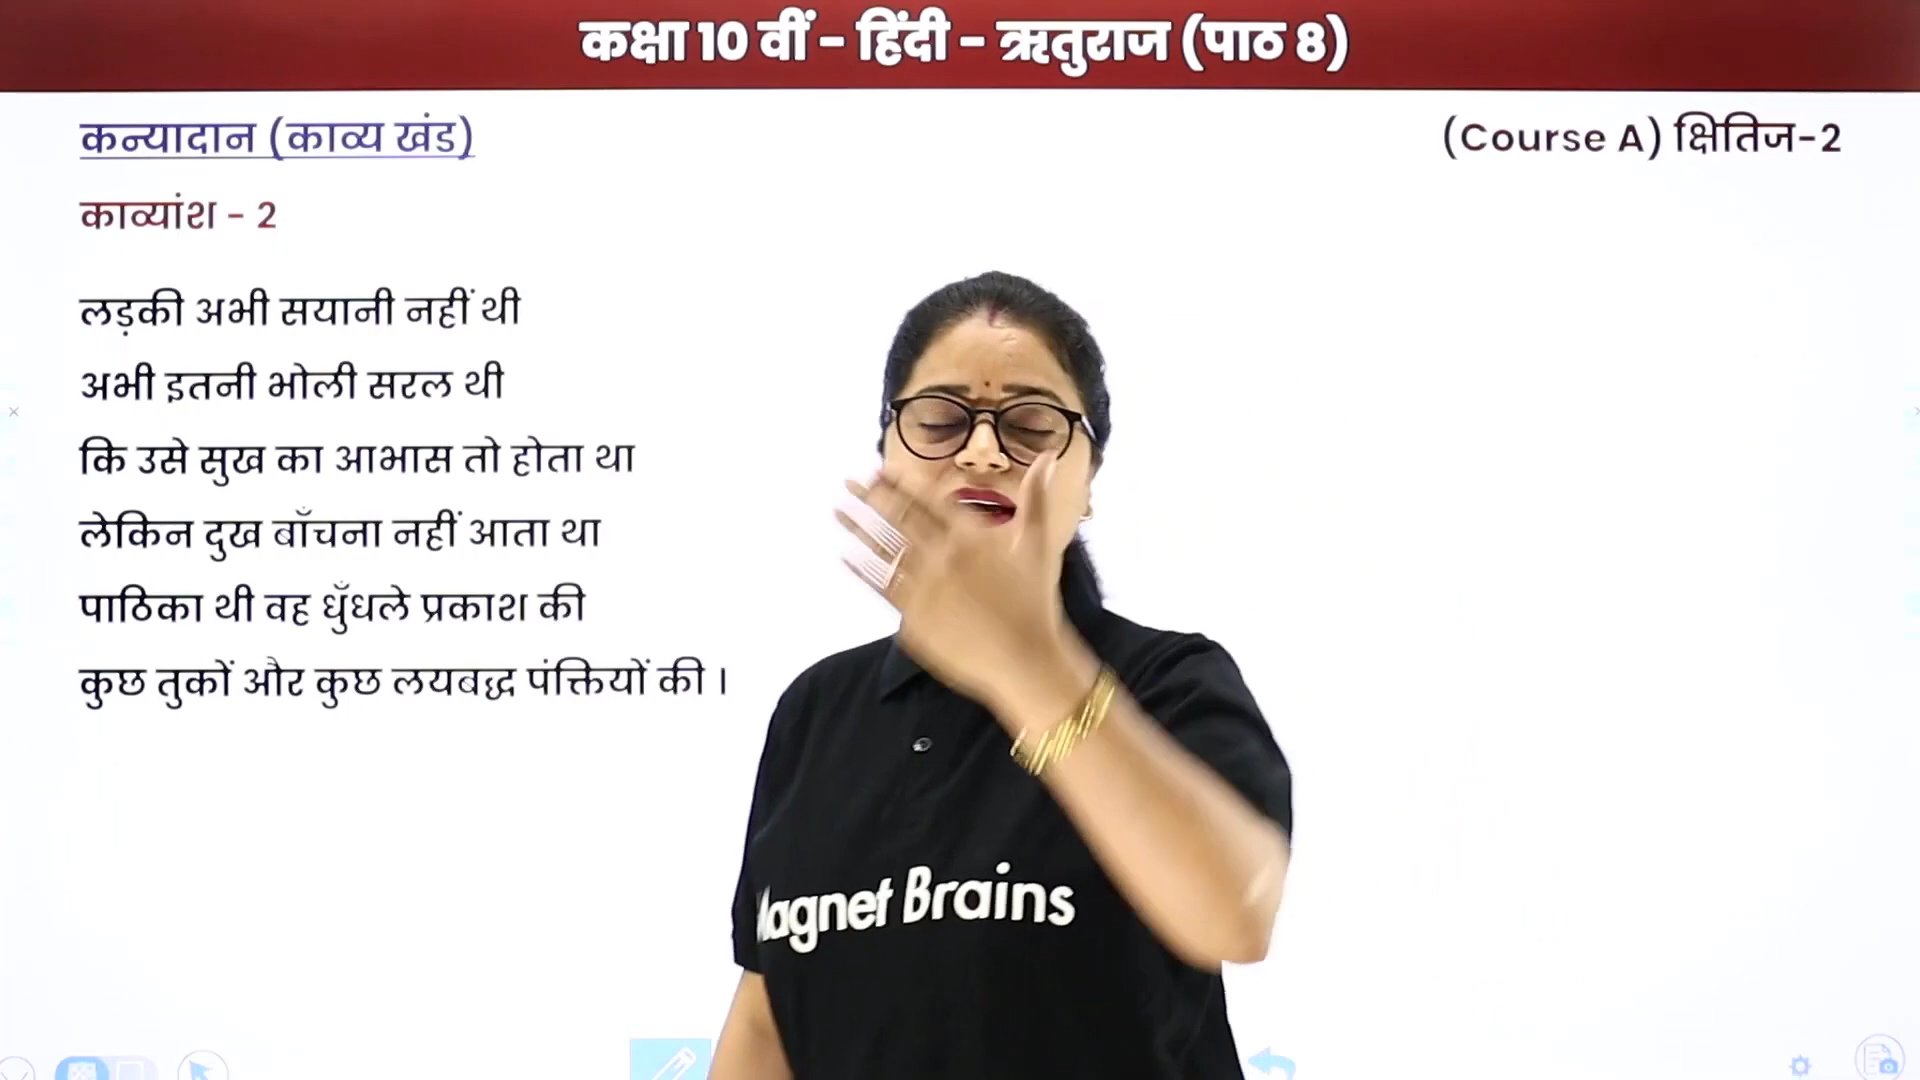 कक्षा 10 वीं - हिंदी - ऋतुराज (पाठ 8)
कन्यादान (काव्य खंड)
(Course A) क्षितिज-2
काव्यांश - 2
लड़की अभी सयानी नहीं थी
अभी इतनी भोली सरल थी
कि उसे सुख का आभास तो होता था
लेकिन दुख बाँचना नहीं आता था
पाठिका थी वह धुँधले प्रकाश की
कुछ तुकों और कुछ लयबद्ध पंक्तियों की ।
Magnet Brains